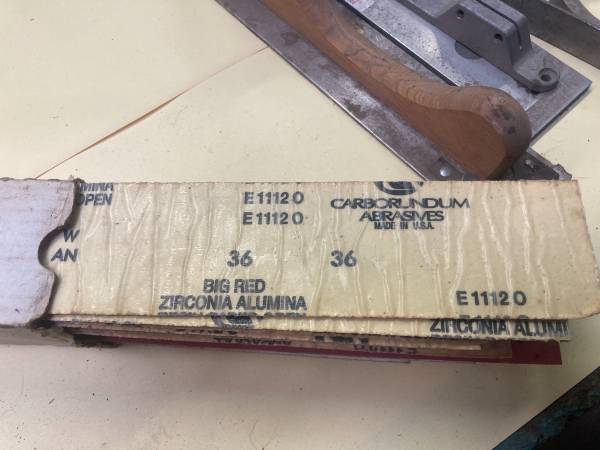 MINA
OPEN
W
AN
E1112 O
E1112 O
CARBORUNDUM
ABRASIVES
MADE IN U.S.A.
36 36
BIG RED
ZIRCONIA ALUMINA
E1112 O
ZIRCONIA ALUMI